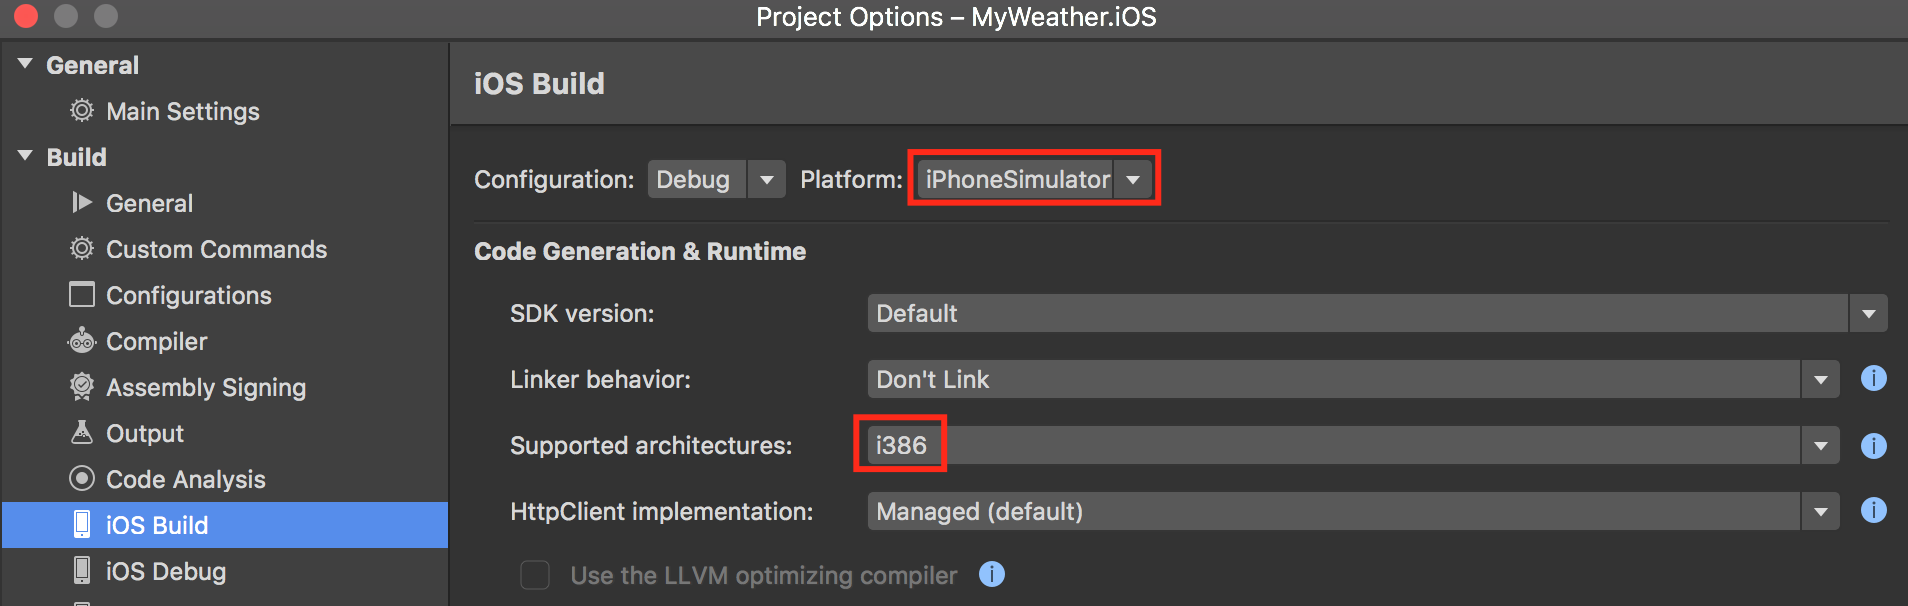 Project Options – MyWeather.iOS
General
Main Settings
Build
General
Custom Commands
Configurations
Compiler
Assembly Signing
Output
Code Analysis
iOS Build
iOS Debug
iOS Build
Configuration: Debug Platform: iPhoneSimulator
Code Generation & Runtime
SDK version: Default
Linker behavior: Don't Link
Supported architectures: i386
HttpClient implementation: Managed (default)
Use the LLVM optimizing compiler